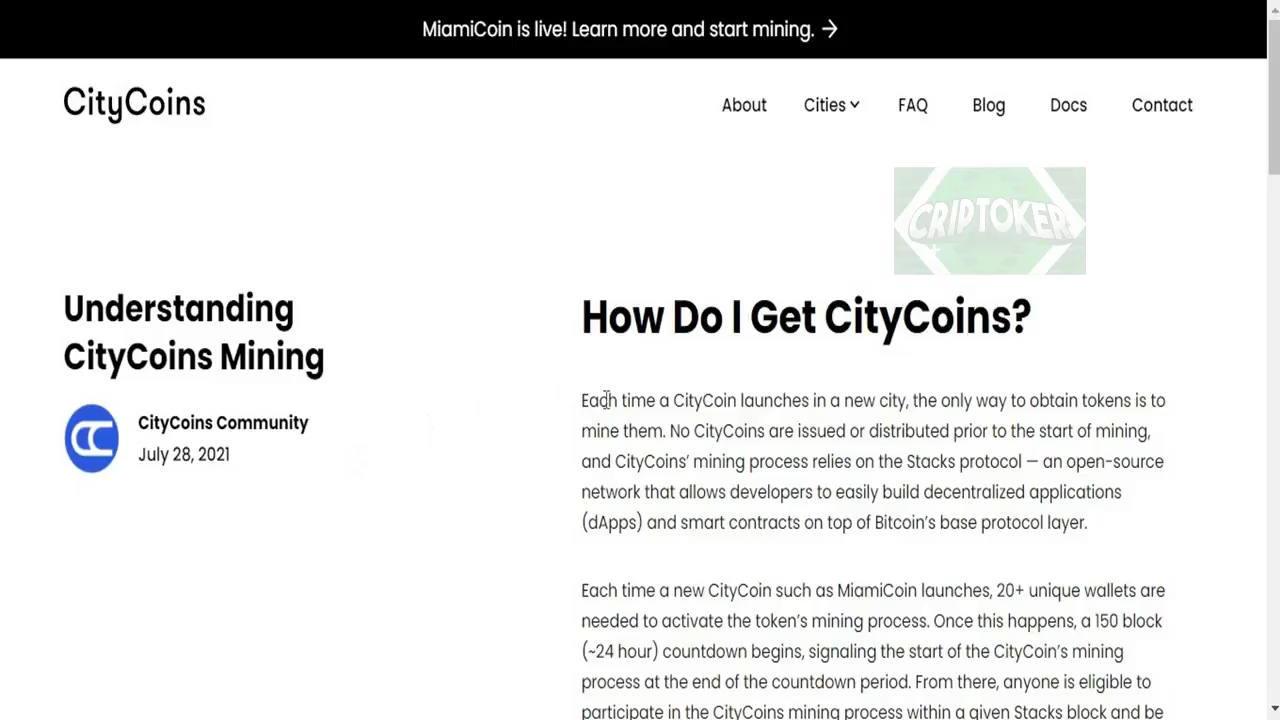 MiamiCoin is live! Learn more and start mining. →
CityCoins
About Cities FAQ Blog Docs Contact
CRIPTOKER
Understanding
CityCoins Mining
CityCoins Community
July 28, 2021
How Do I Get CityCoins?
Each time a CityCoin launches in a new city, the only way to obtain tokens is to
mine them. No CityCoins are issued or distributed prior to the start of mining,
and CityCoins’ mining process relies on the Stacks protocol — an open-source
network that allows developers to easily build decentralized applications
(dApps) and smart contracts on top of Bitcoin’s base protocol layer.
Each time a new CityCoin such as MiamiCoin launches, 20+ unique wallets are
needed to activate the token’s mining process. Once this happens, a 150 block
(~24 hour) countdown begins, signaling the start of the CityCoin’s mining
process at the end of the countdown period. From there, anyone is eligible to
participate in the CityCoins mining process within a given Stacks block and be